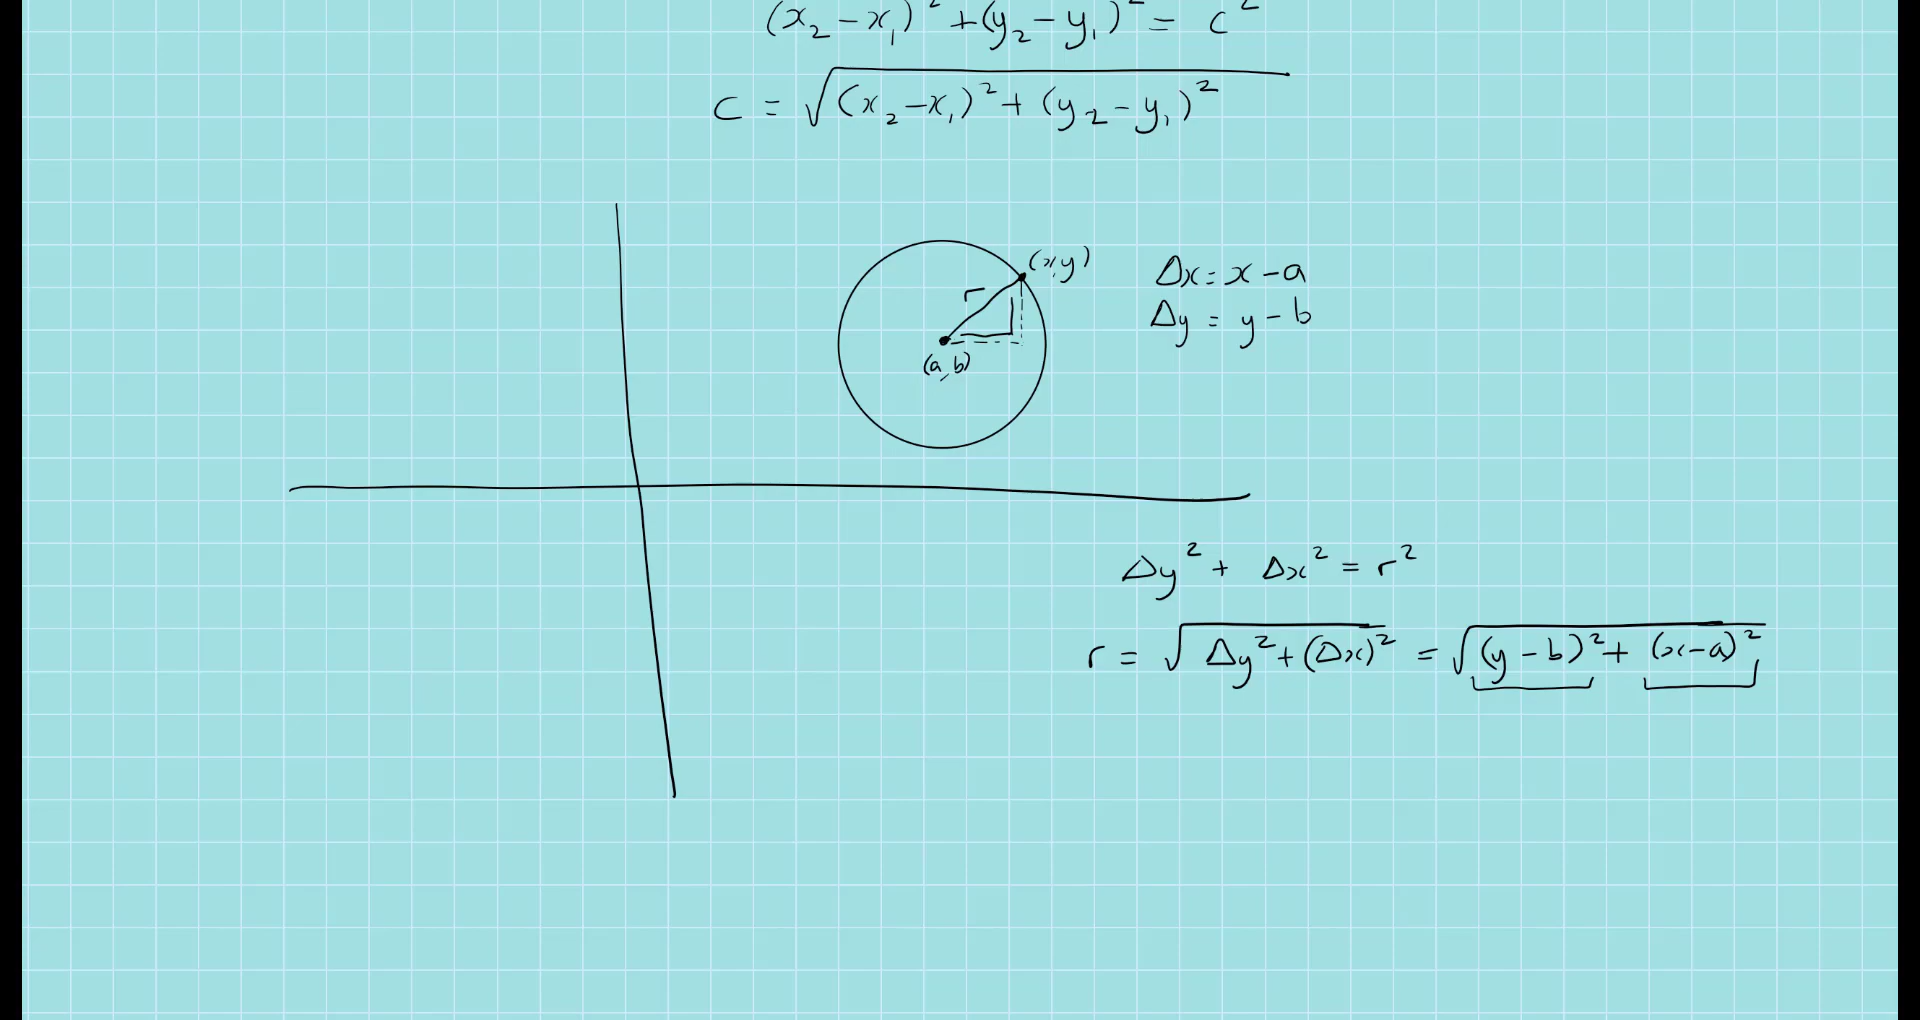 (x₂-x₁)²+(y₂-y₁)² = c²
c = √((x₂-x₁)²+(y₂-y₁)²)
(x,y)
r
(a,b)
Δx = x-a
Δy = y-b
Δy² + Δx² = r²
r = √(Δy²+(Δx)²) = √((y-b)²+(x-a)²)